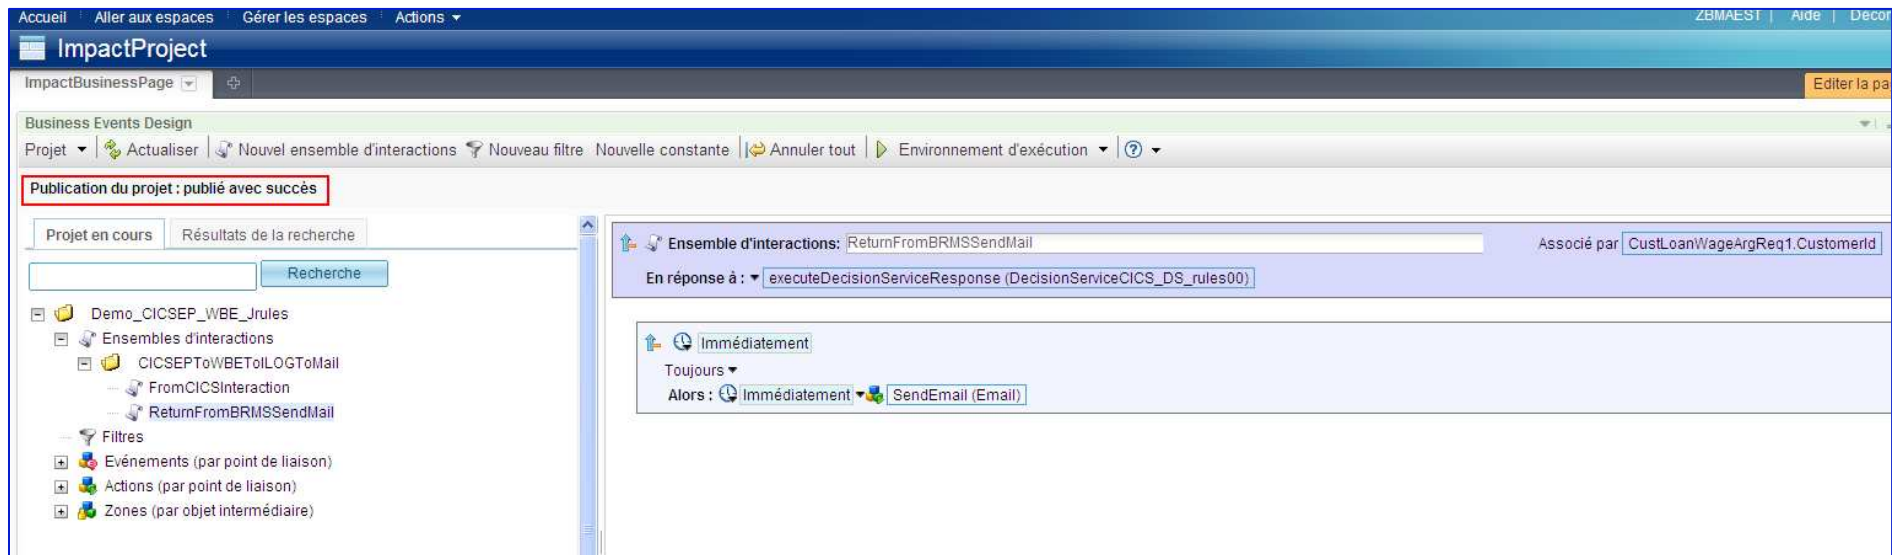 Accueil Aller aux espaces Gérer les espaces Actions ZBMAEST | Aide |
ImpactProject
ImpactBusinessPage Editer la pa
Business Events Design
Projet Actualiser Nouvel ensemble d'interactions Nouveau filtre Nouvelle constante Annuler tout Environnement d'exécution
Publication du projet : publié avec succès
Projet en cours Résultats de la recherche
Recherche
Demo_CICSEP_WBE_Jrules
Ensembles d'interactions
CICSEPToWBEToILOGToMail
FromCICSInteraction
ReturnFromBRMSSendMail
Filtres
Evénements (par point de liaison)
Actions (par point de liaison)
Zones (par objet intermédiaire)
Ensemble d'interactions: ReturnFromBRMSSendMail Associé par CustLoanWageArgReq1.CustomerId
En réponse à : executeDecisionServiceResponse (DecisionServiceCICS_DS_rules00)
Immédiatement
Toujours
Alors : Immédiatement SendEmail (Email)